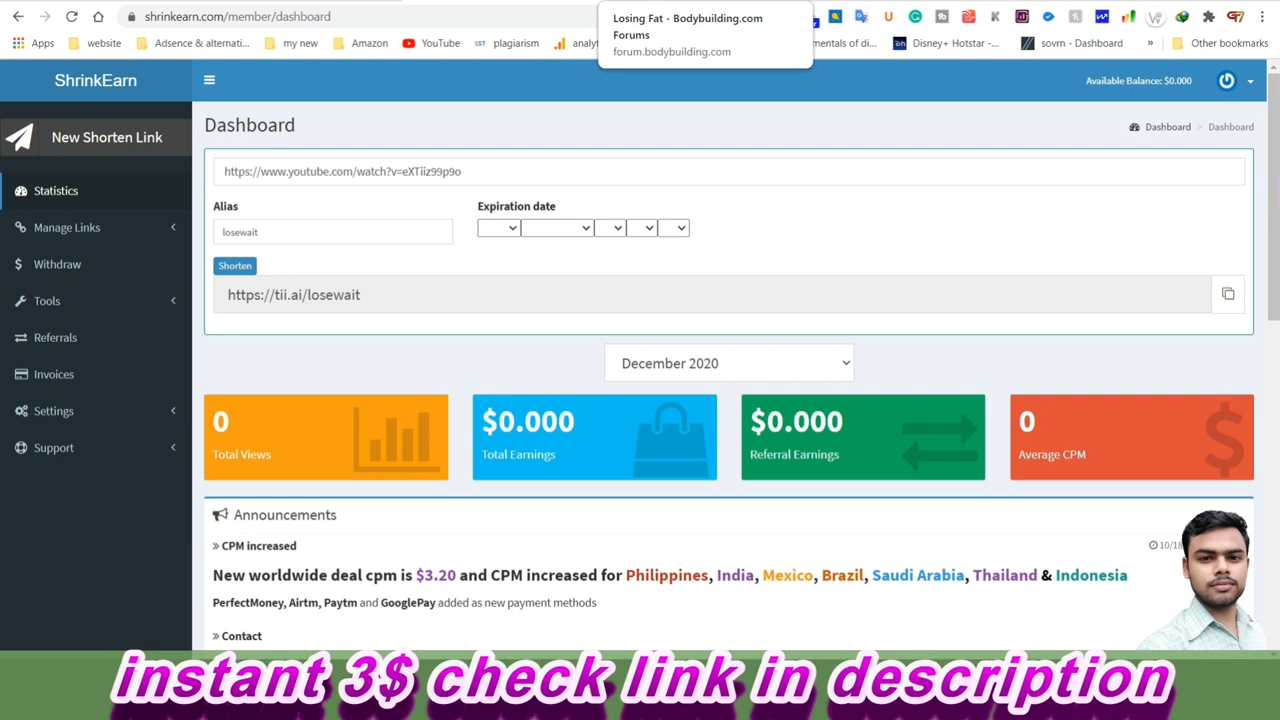 shrinkearn.com/member/dashboard
Losing Fat - Bodybuilding.com
Forums
forum.bodybuilding.com
Apps website Adsence & alternati... my new Amazon YouTube SST plagiarism analyt mentals of di... Disney+ Hotstar -... sovrn - Dashboard » Other bookmarks
ShrinkEarn
Available Balance: $0.000
New Shorten Link
Statistics
Manage Links
Withdraw
Tools
Referrals
Invoices
Settings
Support
Dashboard
Dashboard > Dashboard
https://www.youtube.com/watch?v=eXTiiz99p9o
Alias
Expiration date
losewait
Shorten
https://tii.ai/losewait
December 2020
0
Total Views
$0.000
Total Earnings
$0.000
Referral Earnings
0
Average CPM
Announcements
» CPM increased
10/18
New worldwide deal cpm is $3.20 and CPM increased for Philippines, India, Mexico, Brazil, Saudi Arabia, Thailand & Indonesia
PerfectMoney, Airtm, Paytm and GooglePay added as new payment methods
» Contact
instant 3$ check link in description